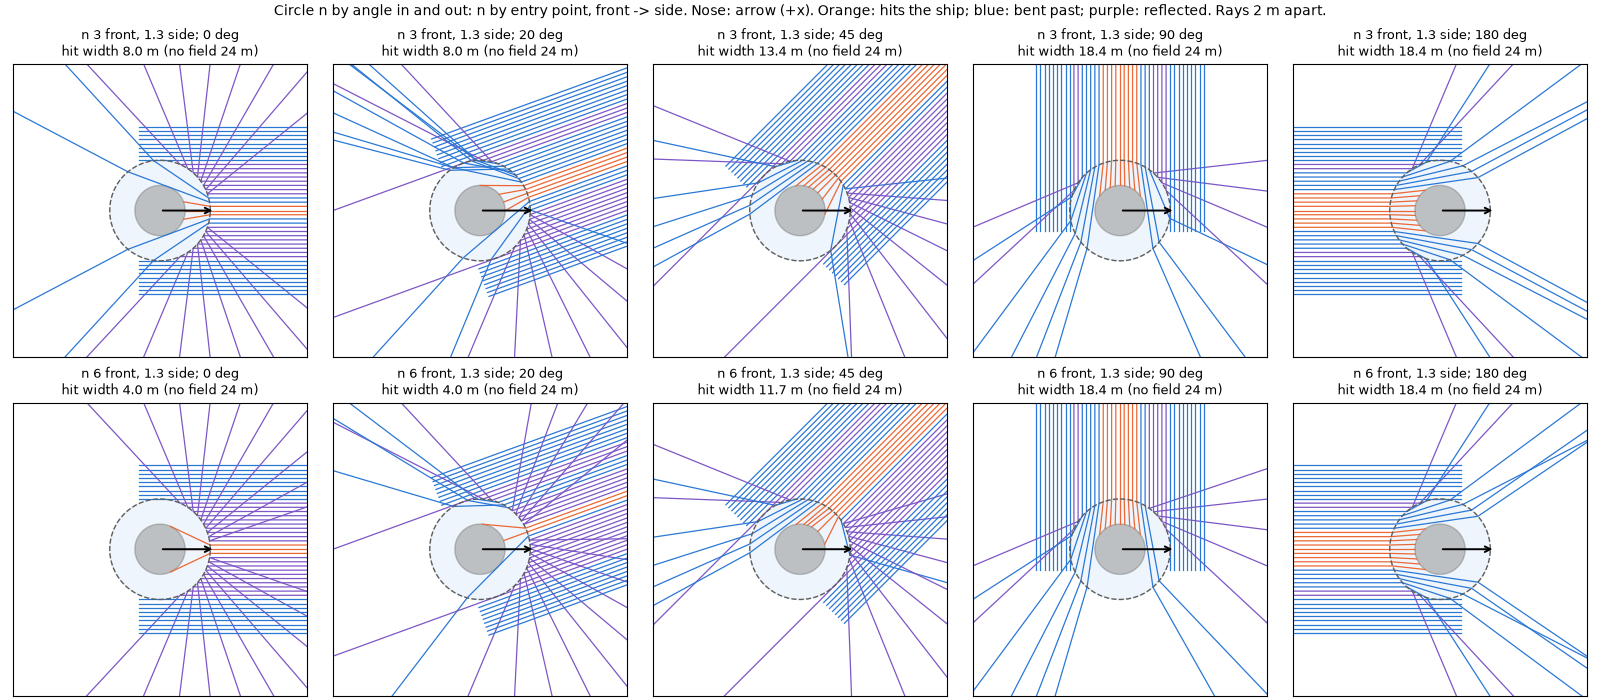 Circle n by angle in and out: n by entry point, front -> side. Nose: arrow (+x). Orange: hits the ship; blue: bent past; purple: reflected. Rays 2 m apart.
n 3 front, 1.3 side; 0 deg
hit width 8.0 m (no field 24 m)
n 3 front, 1.3 side; 20 deg
hit width 8.0 m (no field 24 m)
n 3 front, 1.3 side; 45 deg
hit width 13.4 m (no field 24 m)
n 3 front, 1.3 side; 90 deg
hit width 18.4 m (no field 24 m)
n 3 front, 1.3 side; 180 deg
hit width 18.4 m (no field 24 m)
n 6 front, 1.3 side; 0 deg
hit width 4.0 m (no field 24 m)
n 6 front, 1.3 side; 20 deg
hit width 4.0 m (no field 24 m)
n 6 front, 1.3 side; 45 deg
hit width 11.7 m (no field 24 m)
n 6 front, 1.3 side; 90 deg
hit width 18.4 m (no field 24 m)
n 6 front, 1.3 side; 180 deg
hit width 18.4 m (no field 24 m)